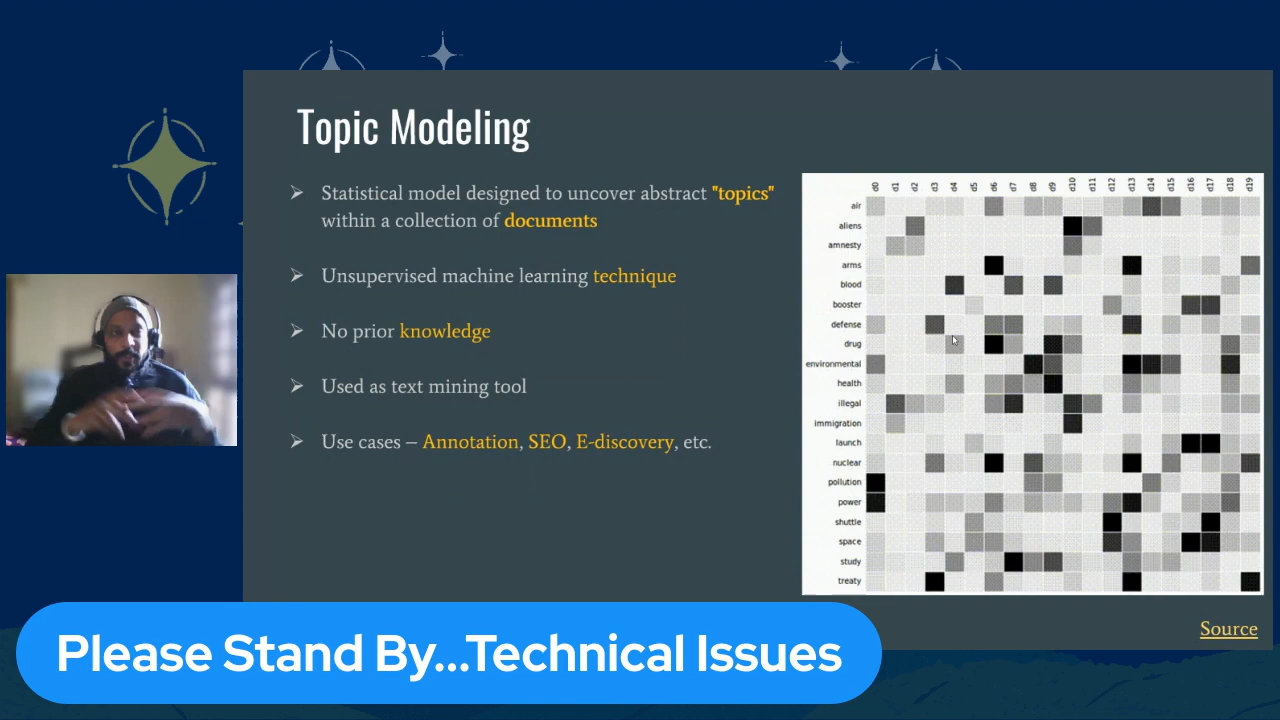 Topic Modeling
➢ Statistical model designed to uncover abstract "topics"
within a collection of documents
➢ Unsupervised machine learning technique
➢ No prior knowledge
➢ Used as text mining tool
➢ Use cases – Annotation, SEO, E-discovery, etc.
d0 d1 d2 d3 d4 d5 d6 d7 d8 d9 d10 d11 d12 d13 d14 d15 d16 d17 d18 d19
air
aliens
amnesty
arms
blood
booster
defense
drug
environmental
health
illegal
immigration
launch
nuclear
pollution
power
shuttle
space
study
treaty
Source
Please Stand By...Technical Issues